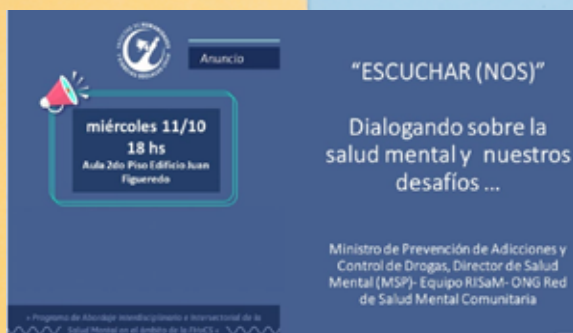 Anuncio
miércoles 11/10
18 hs
Aula 2do Piso Edificio Juan
Figueredo
"ESCUCHAR (NOS)"
Dialogando sobre la
salud mental y nuestros
desafíos ...
Ministro de Prevención de Adicciones y
Control de Drogas, Director de Salud
Mental (MSP)- Equipo RISaM- ONG Red
de Salud Mental Comunitaria
« Programa de Abordaje Interdisciplinario e Intersectorial de la
Salud Mental en el ámbito de la